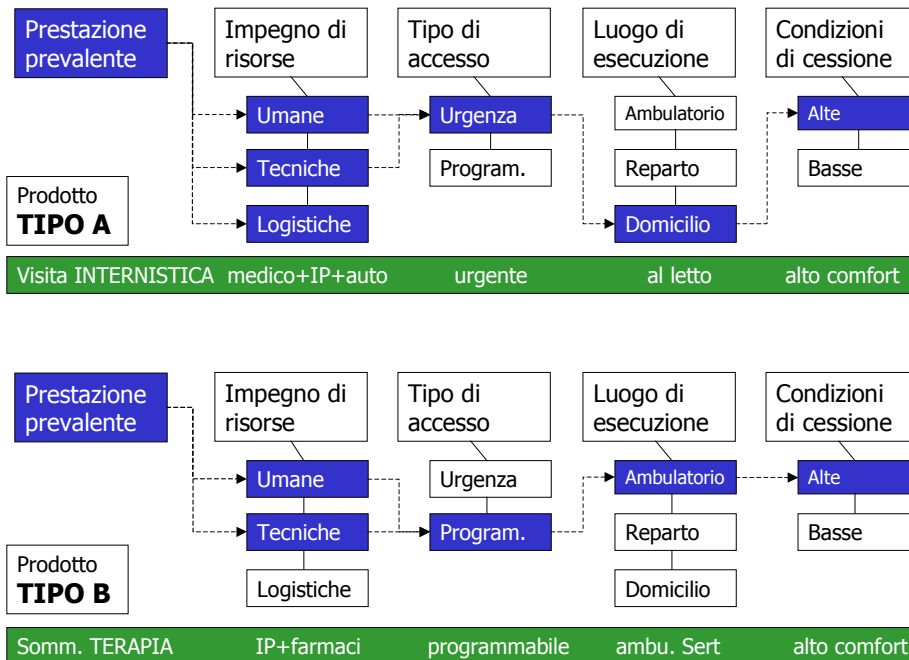 Prestazione
prevalente
Impegno di
risorse
Tipo di
accesso
Luogo di
esecuzione
Condizioni
di cessione
Umane
Urgenza
Ambulatorio
Alte
Tecniche
Program.
Reparto
Basse
Prodotto
TIPO A
Logistiche
Domicilio
Visita INTERNISTICA medico+IP+auto urgente al letto alto comfort
Prestazione
prevalente
Impegno di
risorse
Tipo di
accesso
Luogo di
esecuzione
Condizioni
di cessione
Umane
Urgenza
Ambulatorio
Alte
Tecniche
Program.
Reparto
Basse
Prodotto
TIPO B
Logistiche
Domicilio
Somm. TERAPIA IP+farmaci programmabile ambu. Sert alto comfort